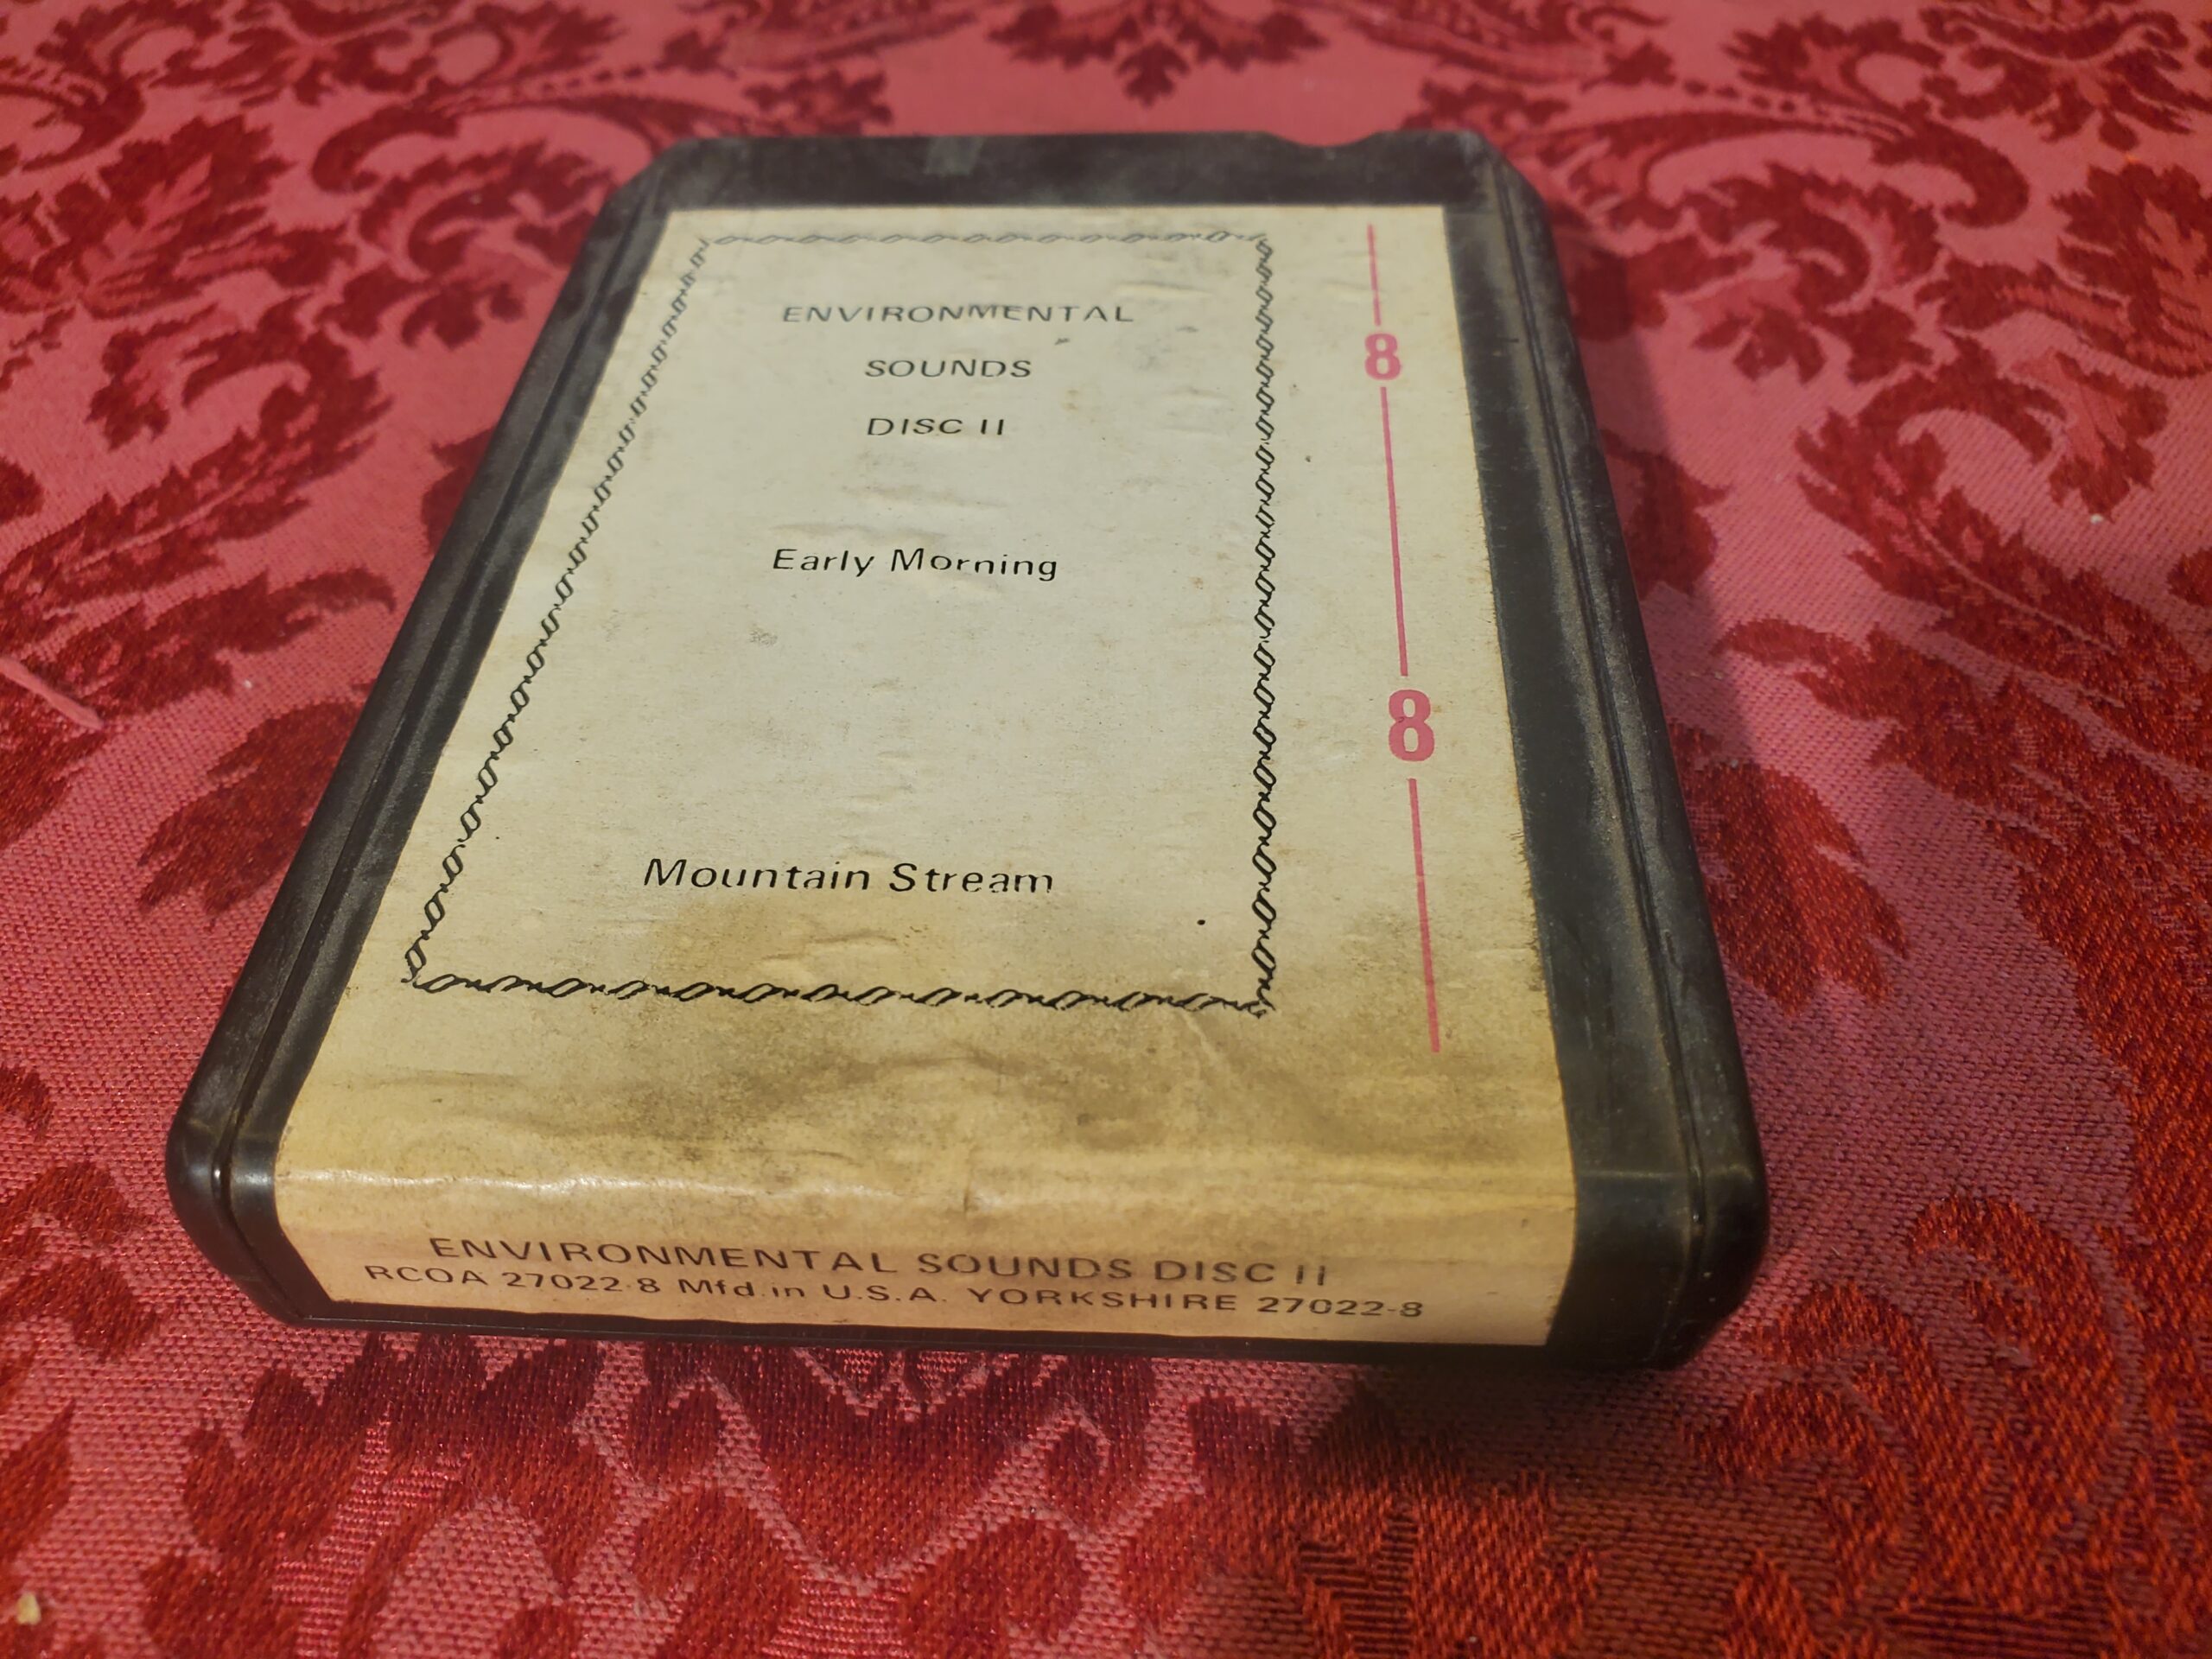 ENVIRONMENTAL
SOUNDS
DISC II
Early Morning
Mountain Stream
8
8
ENVIRONMENTAL SOUNDS DISC II
RCOA 27022-8 Mfd. in U.S.A. YORKSHIRE 27022-8